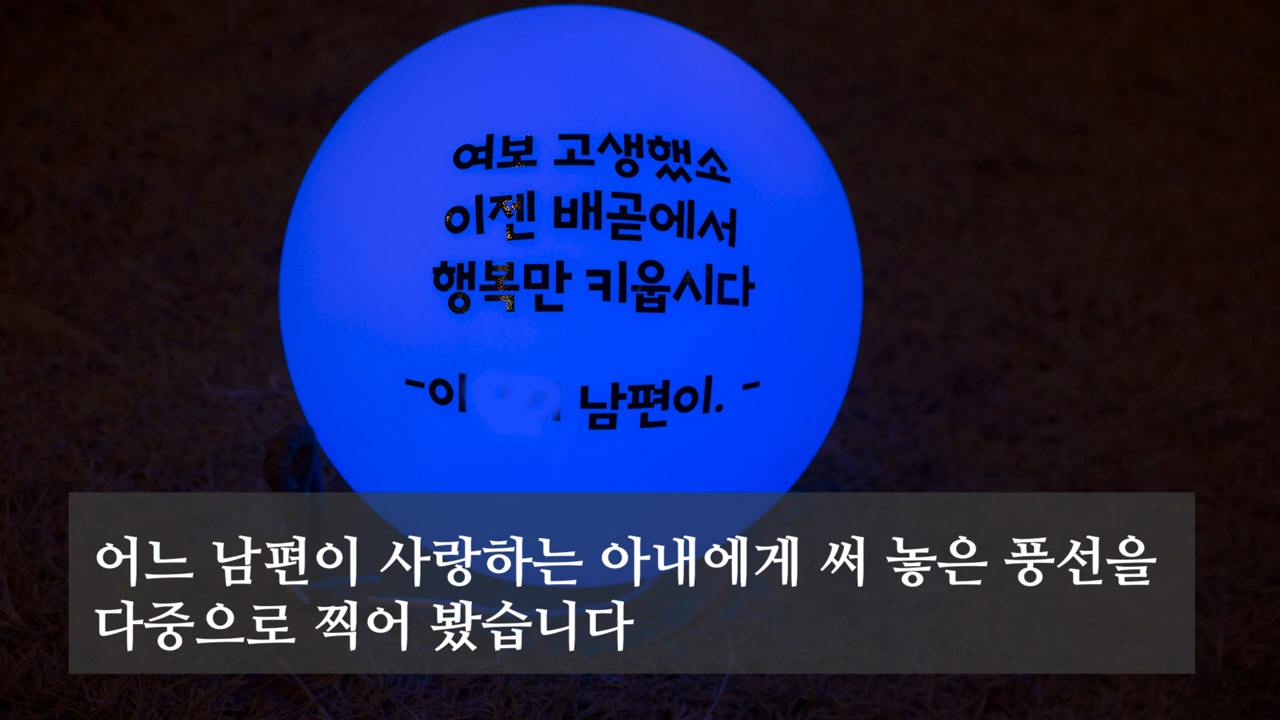 여보 고생했소
이젠 배곧에서
행복만 키웁시다
-이 남편이. -
어느 남편이 사랑하는 아내에게 써 놓은 풍선을
다중으로 찍어 봤습니다